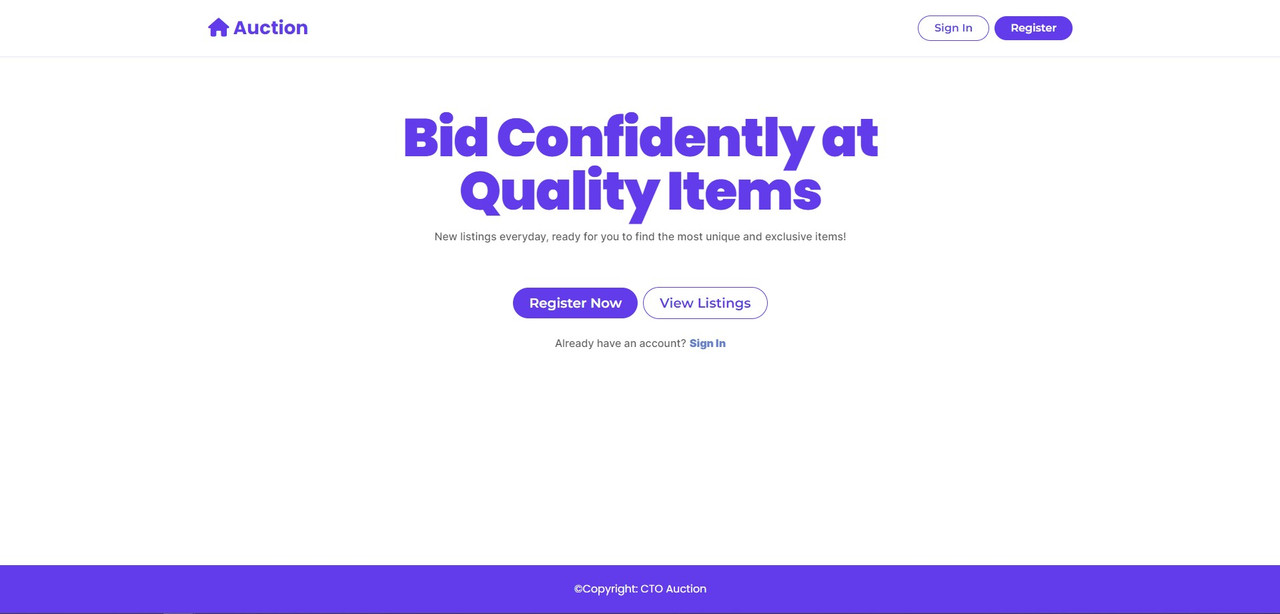 Auction
Sign In
Register
Bid Confidently at
Quality Items
New listings everyday, ready for you to find the most unique and exclusive items!
Register Now
View Listings
Already have an account? Sign In
©Copyright: CTO Auction